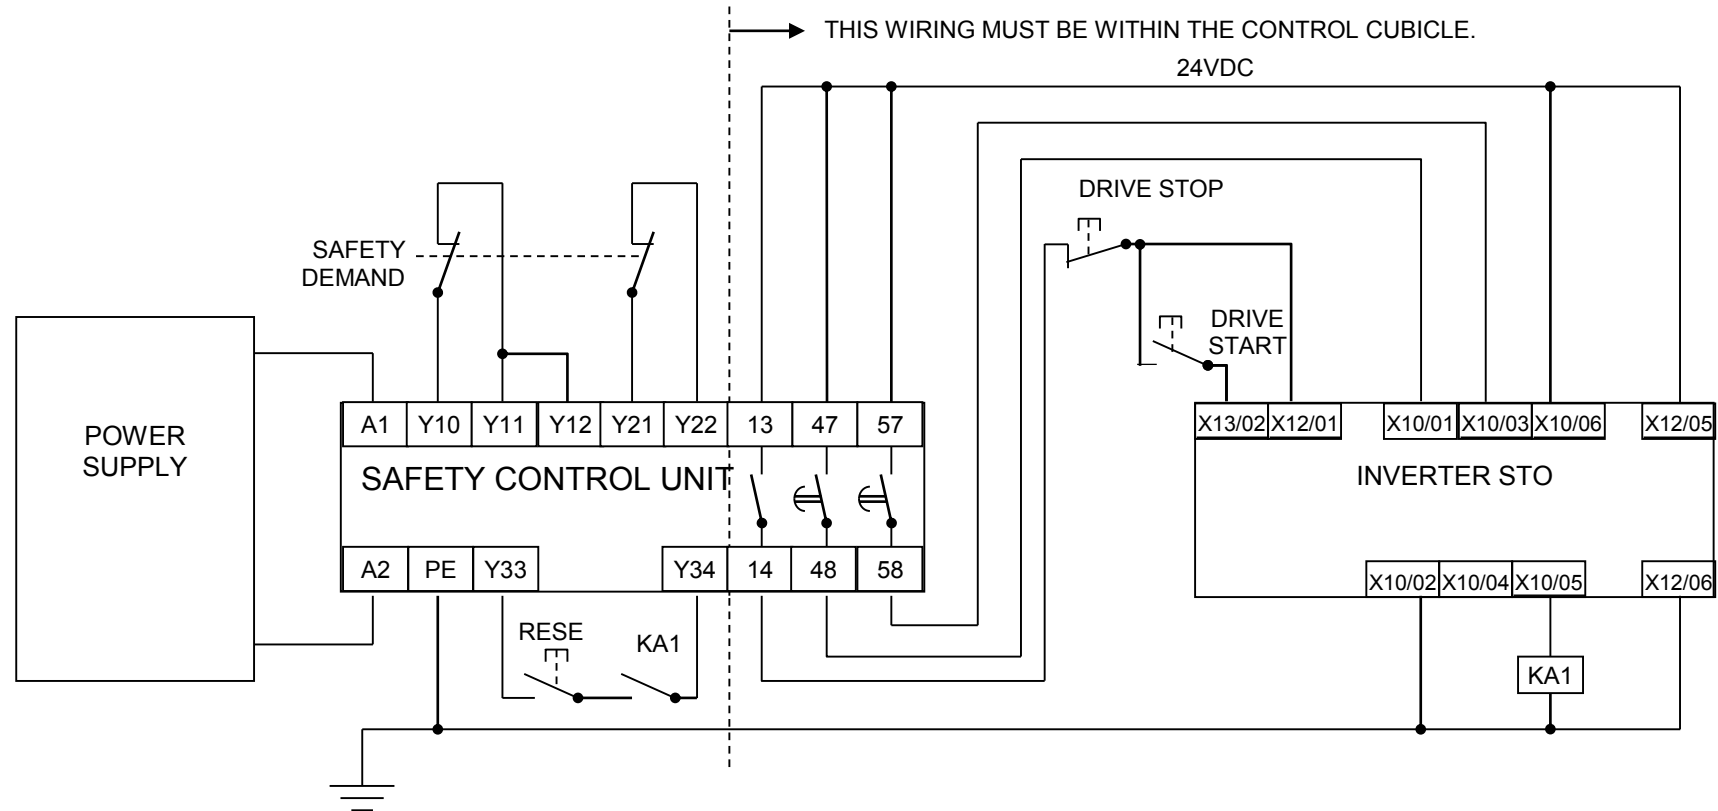 THIS WIRING MUST BE WITHIN THE CONTROL CUBICLE.
24VDC
DRIVE STOP
SAFETY
DEMAND
DRIVE
START
POWER
SUPPLY
A1 Y10 Y11 Y12 Y21 Y22 13 47 57
SAFETY CONTROL UNIT
A2 PE Y33 Y34 14 48 58
RESE
KA1
X13/02 X12/01 X10/01 X10/03 X10/06 X12/05
INVERTER STO
X10/02 X10/04 X10/05 X12/06
KA1